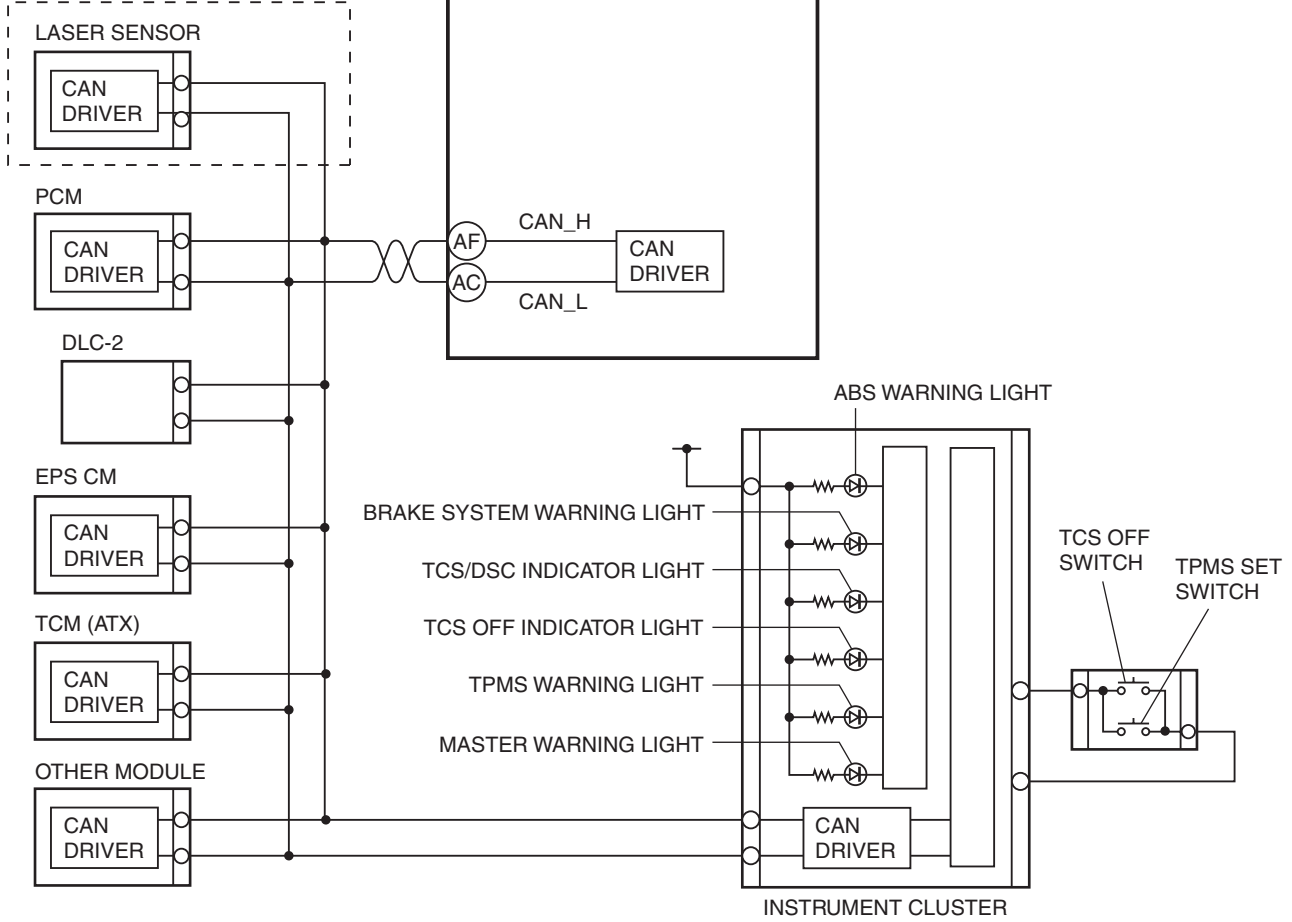 LASER SENSOR
CAN
DRIVER
PCM
CAN
DRIVER
AF
CAN_H
CAN
DRIVER
AC
CAN_L
DLC-2
ABS WARNING LIGHT
EPS CM
CAN
DRIVER
BRAKE SYSTEM WARNING LIGHT
TCS/DSC INDICATOR LIGHT
TCS OFF INDICATOR LIGHT
TPMS WARNING LIGHT
MASTER WARNING LIGHT
TCS OFF
SWITCH
TPMS SET
SWITCH
TCM (ATX)
CAN
DRIVER
OTHER MODULE
CAN
DRIVER
CAN
DRIVER
INSTRUMENT CLUSTER